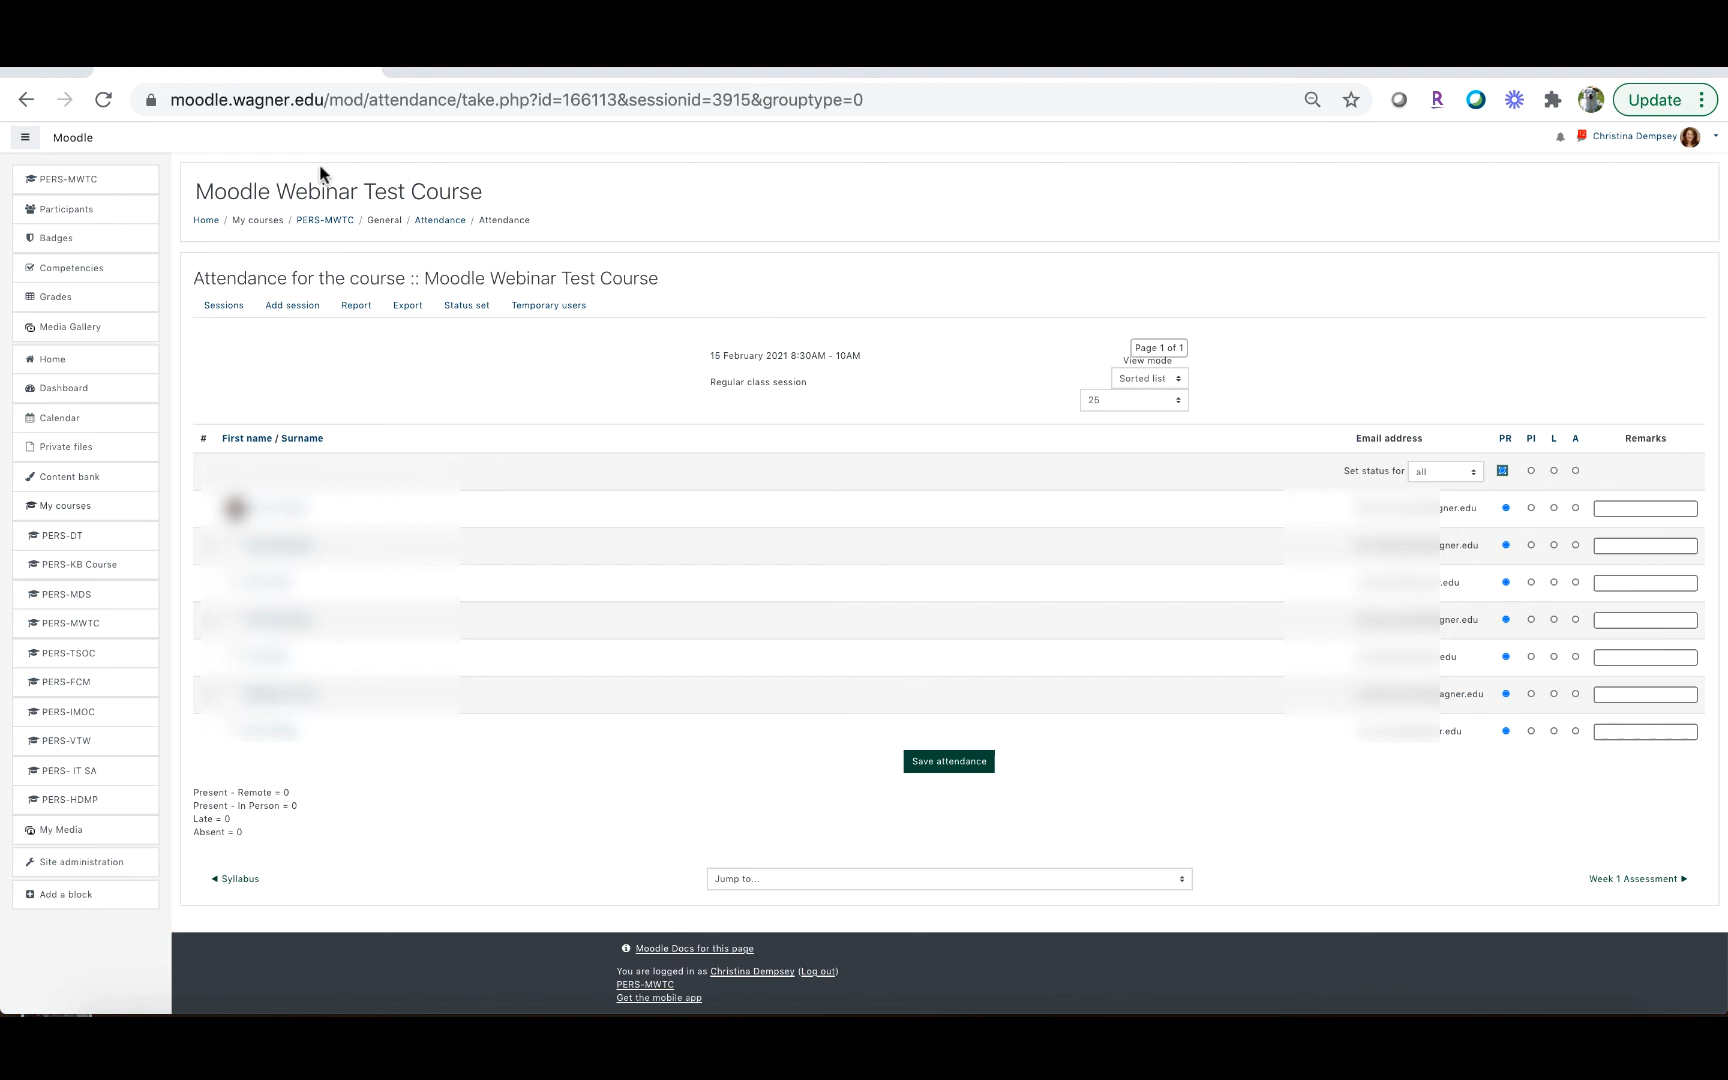 moodle.wagner.edu/mod/attendance/take.php?id=166113&sessionid=3915&grouptype=0
Update
Moodle
Christina Dempsey
PERS-MWTC
Participants
Badges
Competencies
Grades
Media Gallery
Home
Dashboard
Calendar
Private files
Content bank
My courses
PERS-DT
PERS-KB Course
PERS-MDS
PERS-MWTC
PERS-TSOC
PERS-FCM
PERS-IMOC
PERS-VTW
PERS- IT SA
PERS-HDMP
My Media
Site administration
Add a block
Moodle Webinar Test Course
Home / My courses / PERS-MWTC / General / Attendance / Attendance
Attendance for the course :: Moodle Webinar Test Course
Sessions Add session Report Export Status set Temporary users
15 February 2021 8:30AM - 10AM
Regular class session
Page 1 of 1
View mode
Sorted list
25
# First name / Surname Email address PR PI L A Remarks
Set status for all
gner.edu
gner.edu
.edu
gner.edu
edu
agner.edu
r.edu
Save attendance
Present - Remote = 0
Present - In Person = 0
Late = 0
Absent = 0
◄ Syllabus
Jump to...
Week 1 Assessment ►
Moodle Docs for this page
You are logged in as Christina Dempsey (Log out)
PERS-MWTC
Get the mobile app